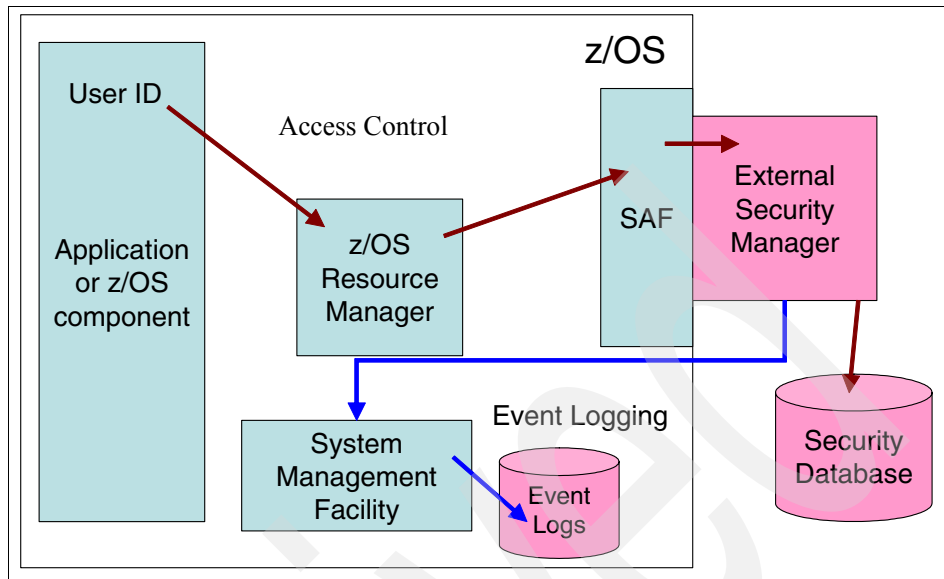 z/OS
User ID
Access Control
Application
or z/OS
component
z/OS
Resource
Manager
SAF
External
Security
Manager
System
Management
Facility
Event Logging
Event
Logs
Security
Database